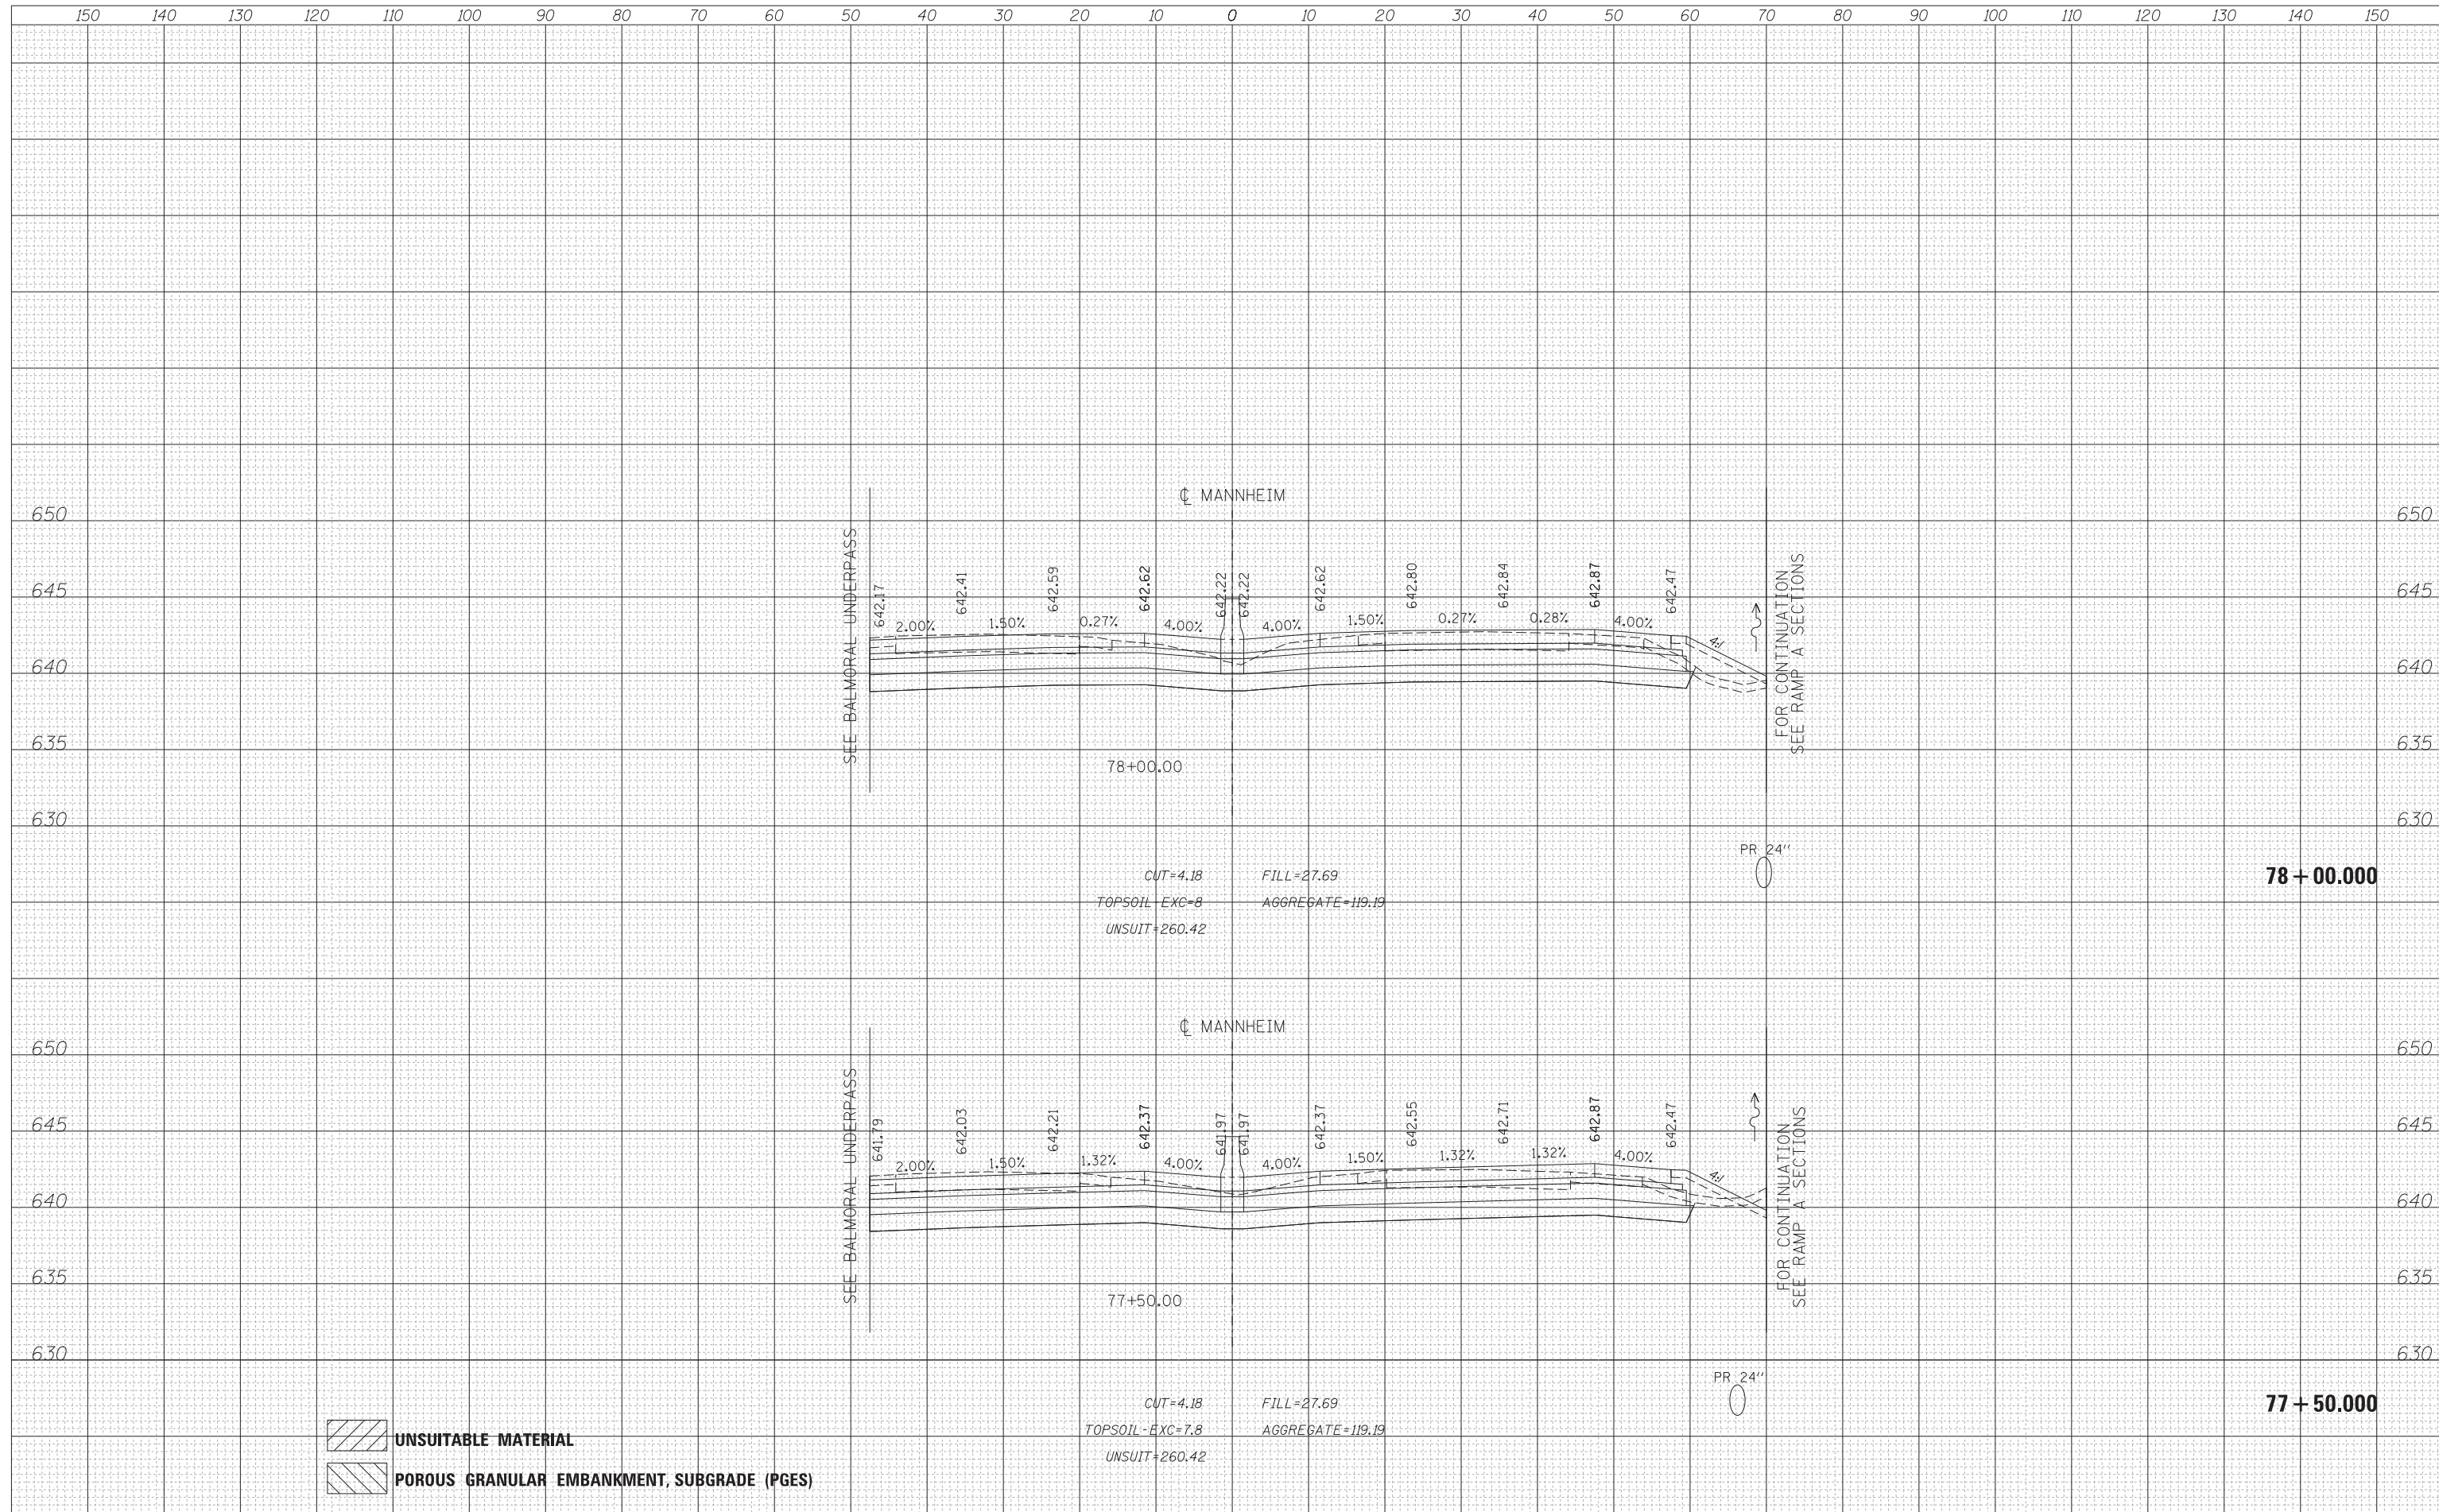 150 140 130 120 110 100 90 80 70 60 50 40 30 20 10 0 10 20 30 40 50 60 70 80 90 100 110 120 130 140 150
℄ MANNHEIM
650 650
SEE BALMORAL UNDERPASS
642.17 642.41 642.59 642.62 642.22 642.22 642.62 642.80 642.84 642.87 642.47
645 645
2.00% 1.50% 0.27% 4.00% 4.00% 1.50% 0.27% 0.28% 4.00% 4:1
FOR CONTINUATION
SEE RAMP A SECTIONS
640 640
635 635
78+00.00
630 630
PR 24''
CUT=4.18 FILL=27.69
78+00.000
TOPSOIL-EXC=8 AGGREGATE=119.19
UNSUIT=260.42
℄ MANNHEIM
650 650
SEE BALMORAL UNDERPASS
641.79 642.03 642.21 642.37 641.97 641.97 642.37 642.55 642.71 642.87 642.47
645 645
2.00% 1.50% 1.32% 4.00% 4.00% 1.50% 1.32% 1.32% 4.00% 4:1
FOR CONTINUATION
SEE RAMP A SECTIONS
640 640
635 635
77+50.00
630 630
PR 24''
CUT=4.18 FILL=27.69
77+50.000
TOPSOIL-EXC=7.8 AGGREGATE=119.19
UNSUIT=260.42
UNSUITABLE MATERIAL
POROUS GRANULAR EMBANKMENT, SUBGRADE (PGES)